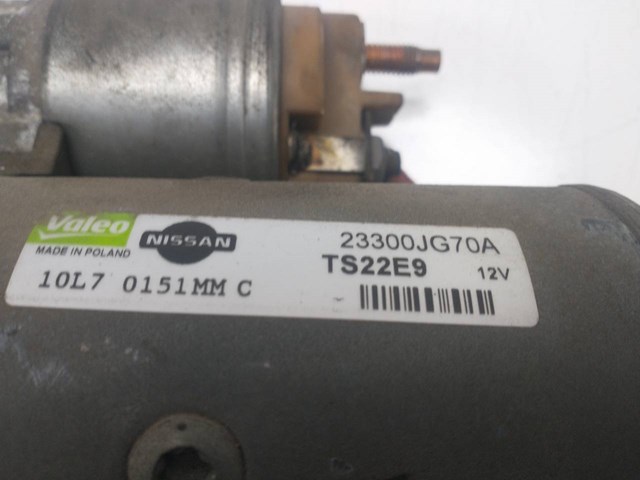 Valeo
MADE IN POLAND
NISSAN
23300JG70A
TS22E9 12V
10L7 0151MM C